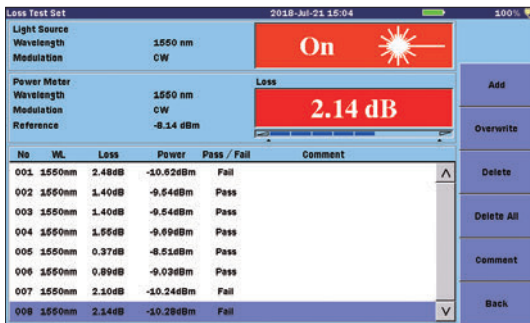 Loss Test Set 2018-Jul-21 15:04 100%
Light Source
Wavelength 1550 nm
Modulation CW
On
Power Meter
Wavelength 1550 nm
Modulation CW
Reference -8.14 dBm
Loss
2.14 dB
No WL Loss Power Pass / Fail Comment
001 1550nm 2.48dB -10.62dBm Fail
002 1550nm 1.40dB -9.54dBm Pass
003 1550nm 1.40dB -9.54dBm Pass
004 1550nm 1.55dB -9.69dBm Pass
005 1550nm 0.37dB -8.51dBm Pass
006 1550nm 0.89dB -9.03dBm Pass
007 1550nm 2.10dB -10.24dBm Fail
008 1550nm 2.14dB -10.28dBm Fail
Add
Overwrite
Delete
Delete All
Comment
Back